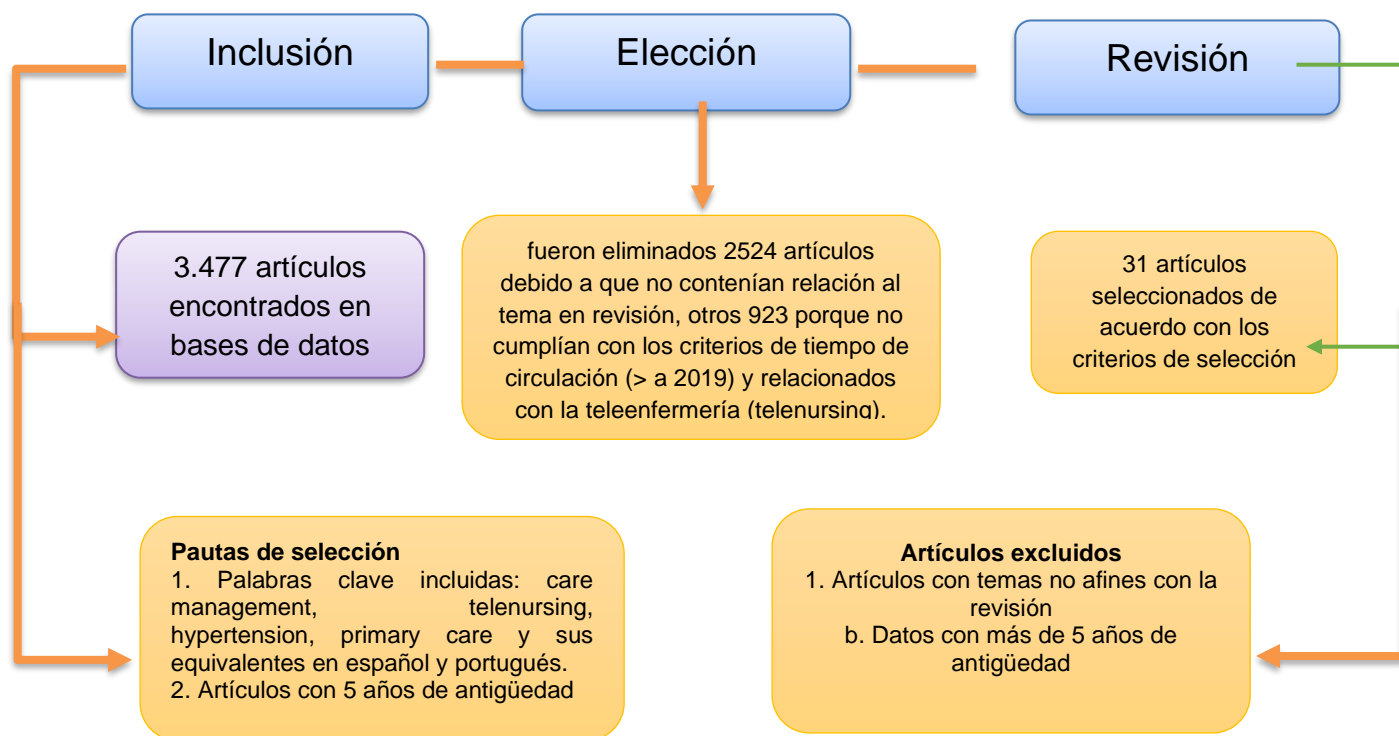 Inclusión
Elección
Revisión
3.477 artículos
encontrados en
bases de datos
fueron eliminados 2524 artículos
debido a que no contenían relación al
tema en revisión, otros 923 porque no
cumplían con los criterios de tiempo de
circulación (> a 2019) y relacionados
con la teleenfermería (telenursing).
31 artículos
seleccionados de
acuerdo con los
criterios de selección
Pautas de selección
1. Palabras clave incluidas: care
management, telenursing,
hypertension, primary care y sus
equivalentes en español y portugués.
2. Artículos con 5 años de antigüedad
Artículos excluidos
1. Artículos con temas no afines con la
revisión
b. Datos con más de 5 años de
antigüedad